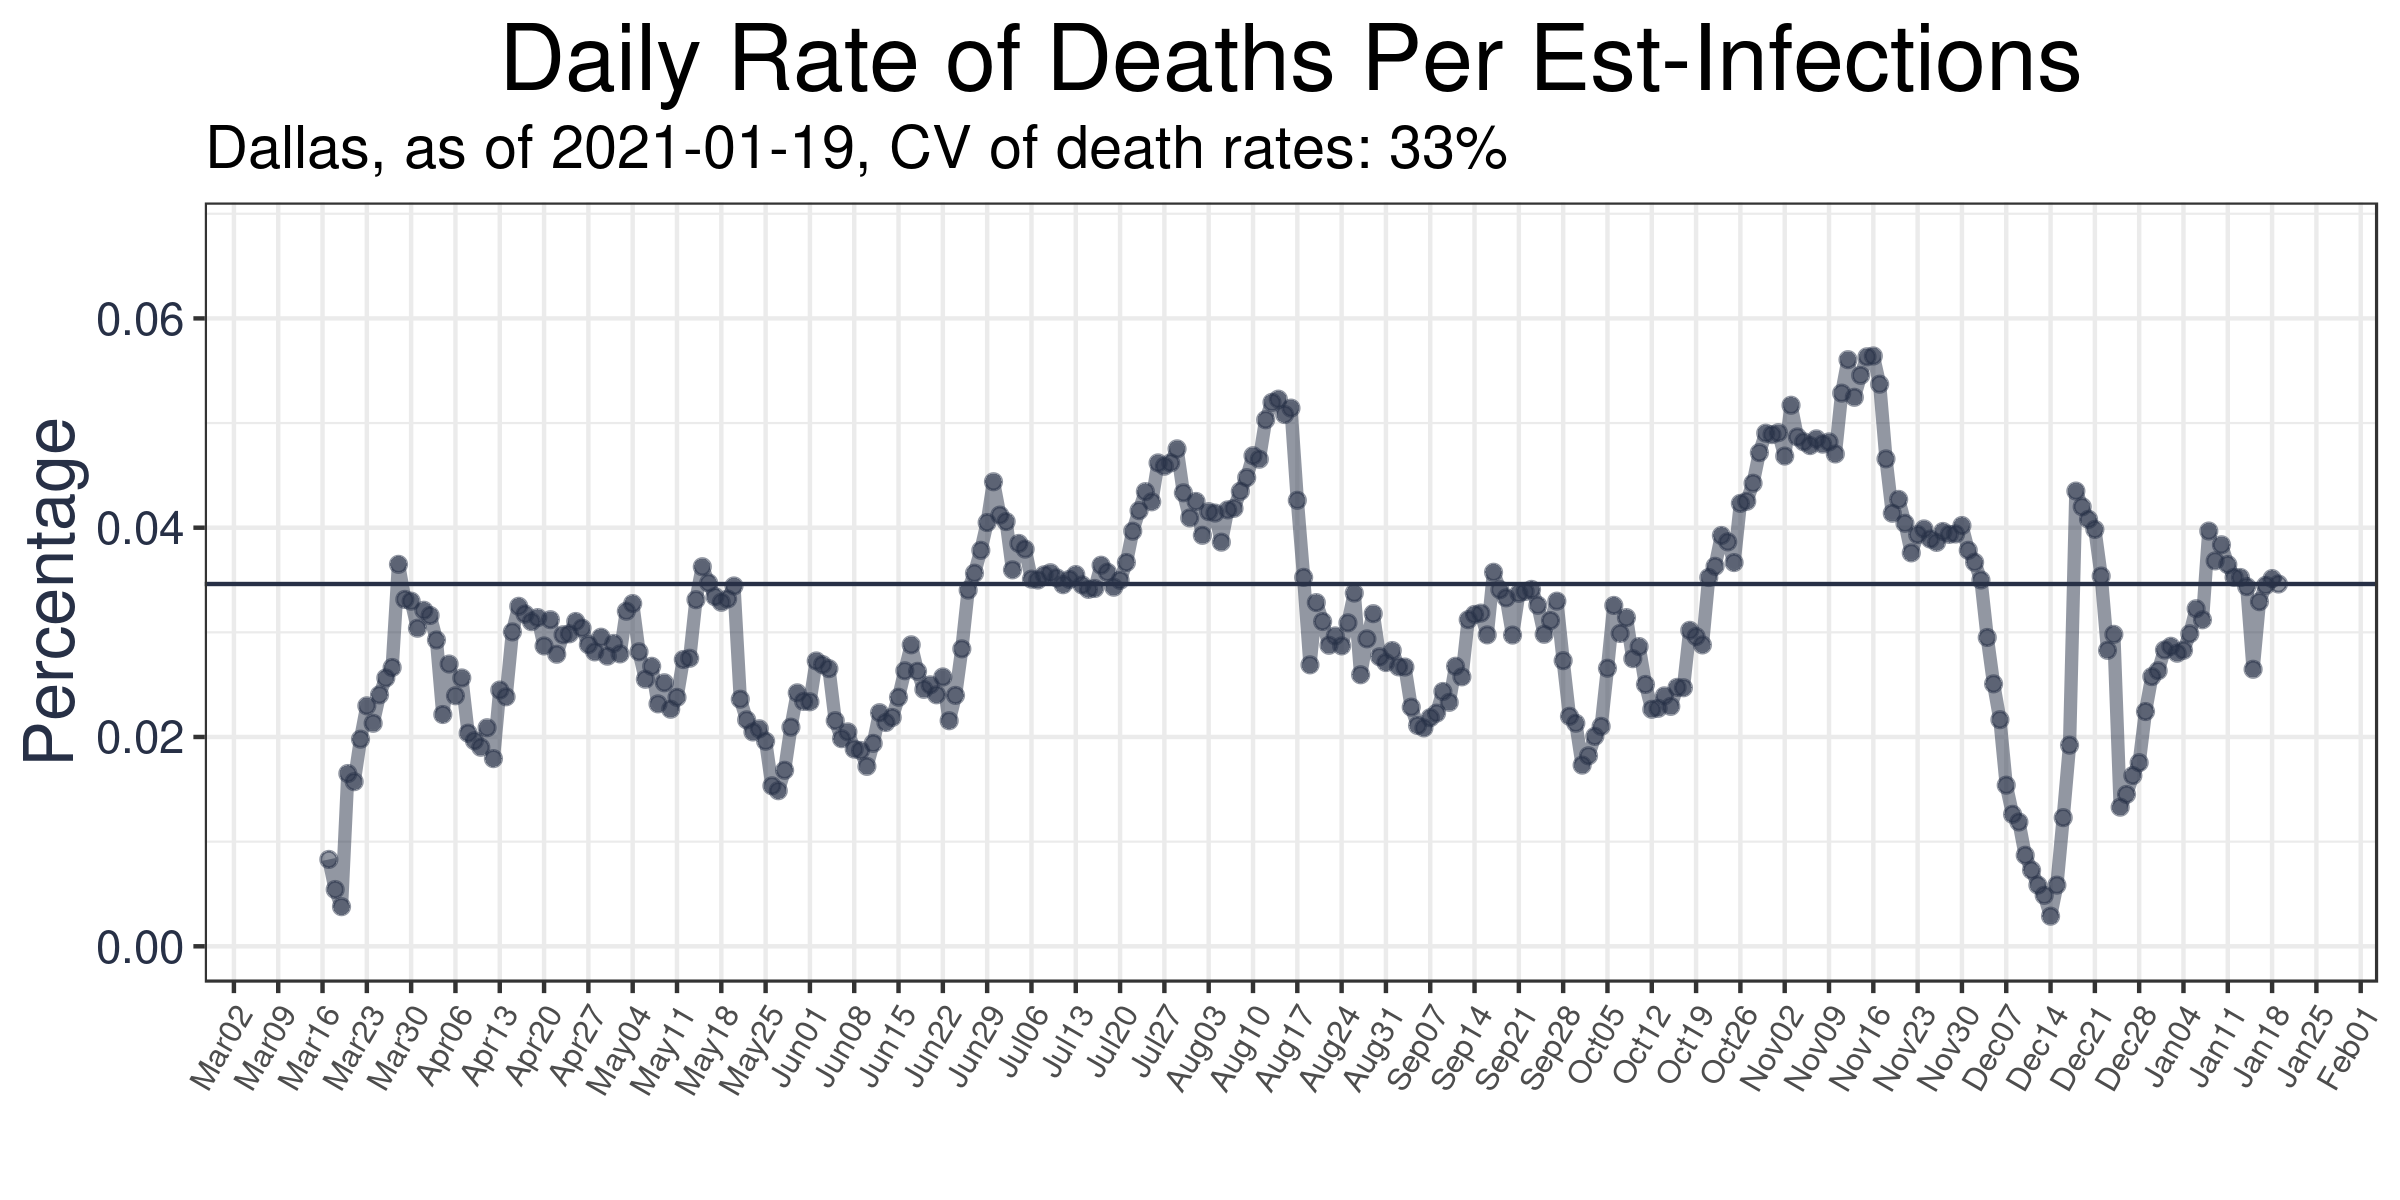 Daily Rate of Deaths Per Est-Infections
Dallas, as of 2021-01-19, CV of death rates: 33%
Percentage
0.06
0.04
0.02
0.00
Mar02
Mar09
Mar16
Mar23
Mar30
Apr06
Apr13
Apr20
Apr27
May04
May11
May18
May25
Jun01
Jun08
Jun15
Jun22
Jun29
Jul06
Jul13
Jul20
Jul27
Aug03
Aug10
Aug17
Aug24
Aug31
Sep07
Sep14
Sep21
Sep28
Oct05
Oct12
Oct19
Oct26
Nov02
Nov09
Nov16
Nov23
Nov30
Dec07
Dec14
Dec21
Dec28
Jan04
Jan11
Jan18
Jan25
Feb01